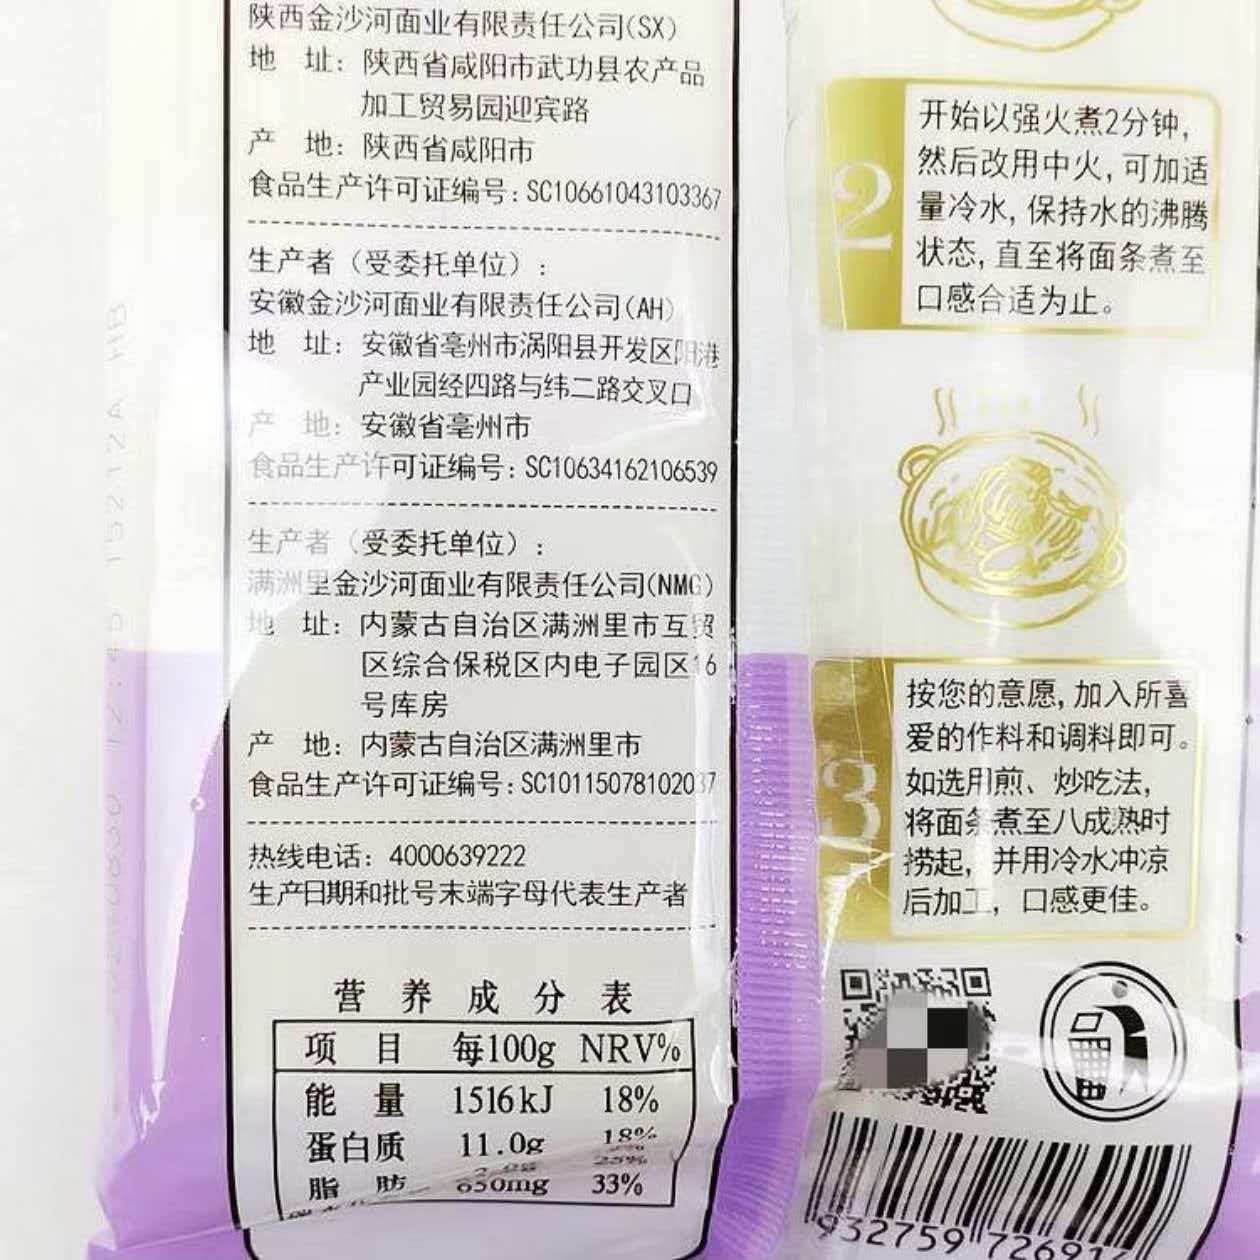 陕西金沙河面业有限责任公司(SX)
地 址：陕西省咸阳市武功县农产品
加工贸易园迎宾路
产 地：陕西省咸阳市
食品生产许可证编号：SC10661043103367
生产者（受委托单位）：
安徽金沙河面业有限责任公司(AH)
地 址：安徽省亳州市涡阳县开发区阳港
产业园经四路与纬二路交叉口
产 地：安徽省亳州市
食品生产许可证编号：SC10634162106539
生产者（受委托单位）：
满洲里金沙河面业有限责任公司(NMG)
地 址：内蒙古自治区满洲里市互贸
区综合保税区内电子园区16
号库房
产 地：内蒙古自治区满洲里市
食品生产许可证编号：SC10115078102037
热线电话：4000639222
生产日期和批号末端字母代表生产者
营养成分表
项 目 每100g NRV%
能 量 1516kJ 18%
蛋白质 11.0g 18%
脂 肪
650mg 33%
2
开始以强火煮2分钟，
然后改用中火，可加适
量冷水，保持水的沸腾
状态，直至将面条煮至
口感合适为止。
3
按您的意愿，加入所喜
爱的作料和调料即可。
如选用煎、炒吃法，
将面条煮至八成熟时
捞起，并用冷水冲凉
后加工，口感更佳。
932759